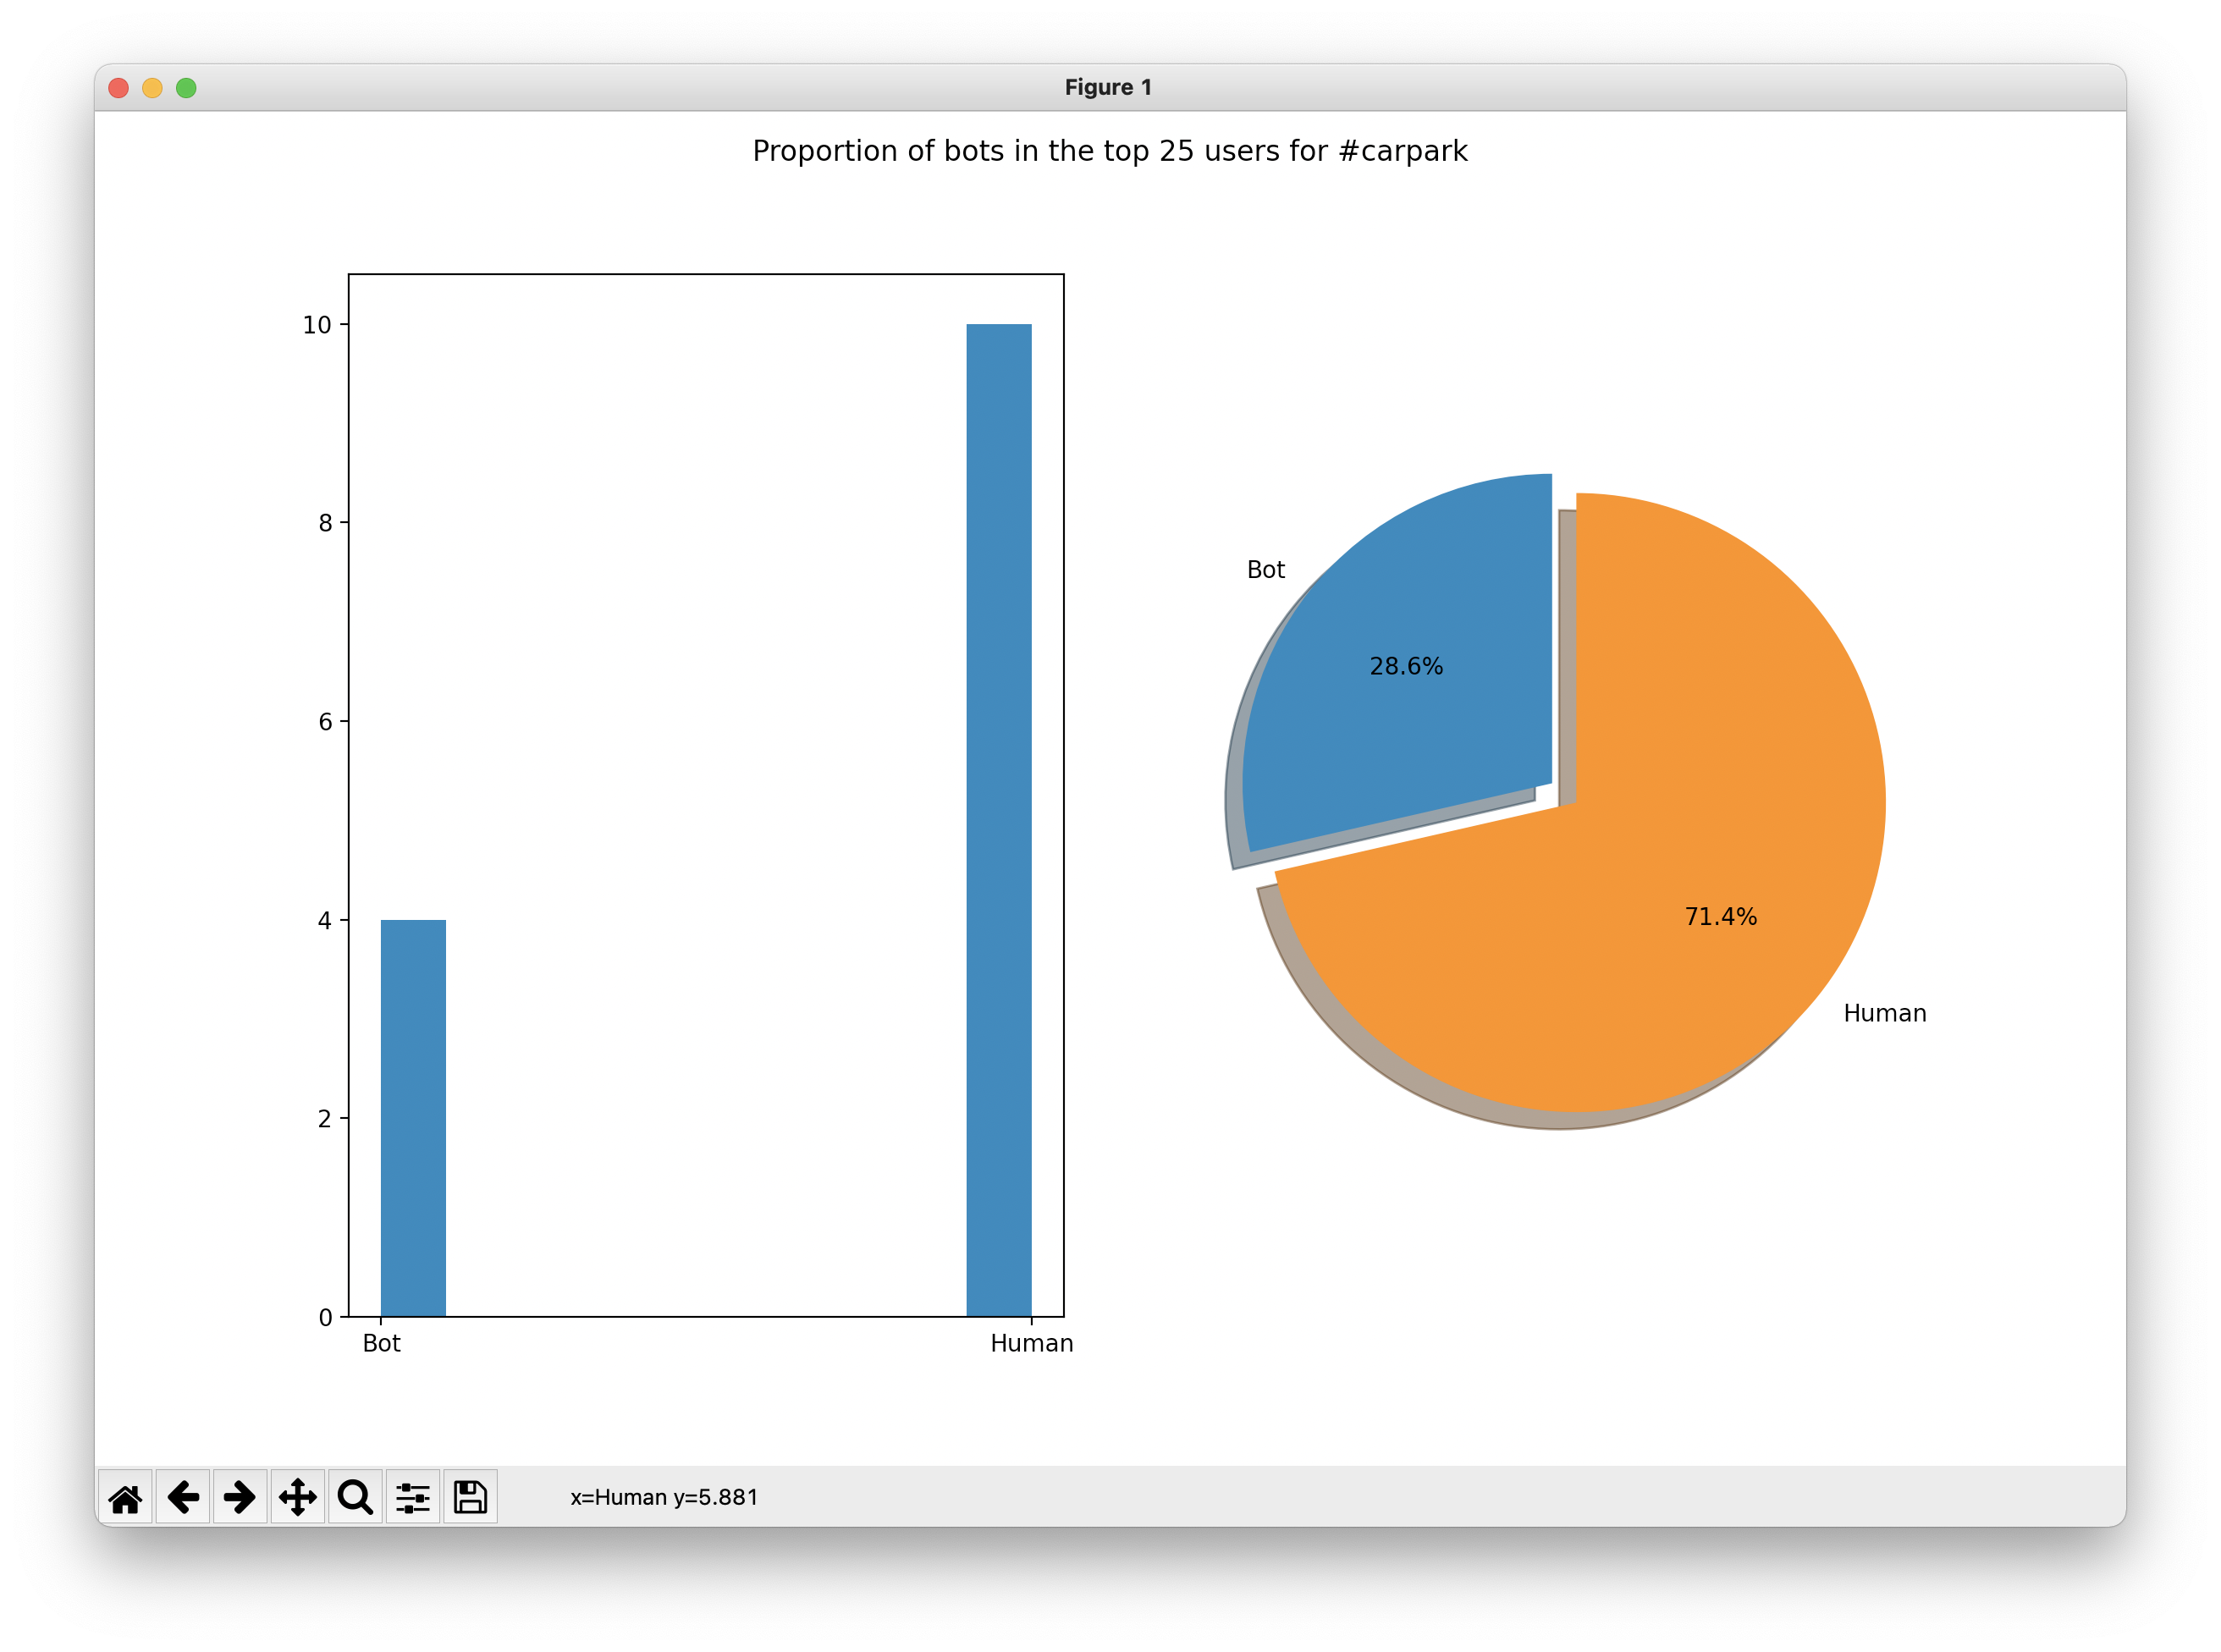 Figure 1
Proportion of bots in the top 25 users for #carpark
10
8
6
4
2
0
Bot
Human
Bot
28.6%
71.4%
Human
x=Human y=5.881